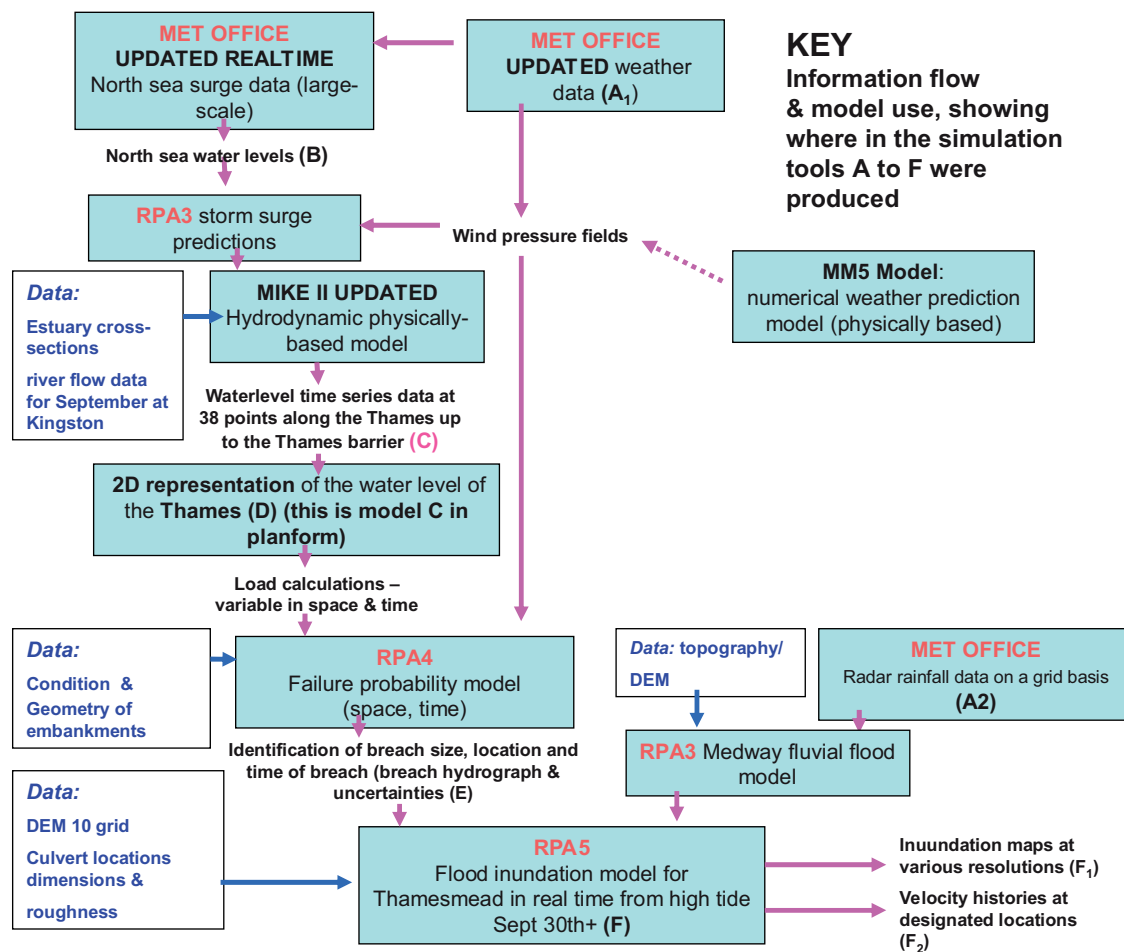 MET OFFICE
UPDATED REALTIME
North sea surge data (large-
scale)
MET OFFICE
UPDATED weather
data (A1)
KEY
Information flow
& model use, showing
where in the simulation
tools A to F were
produced
North sea water levels (B)
RPA3 storm surge
predictions
Wind pressure fields
MM5 Model:
numerical weather prediction
model (physically based)
Data:
Estuary cross-
sections
river flow data
for September at
Kingston
MIKE II UPDATED
Hydrodynamic physically-
based model
Waterlevel time series data at
38 points along the Thames up
to the Thames barrier (C)
2D representation of the water level of
the Thames (D) (this is model C in
planform)
Load calculations –
variable in space & time
Data:
Condition &
Geometry of
embankments
RPA4
Failure probability model
(space, time)
Data: topography/
DEM
MET OFFICE
Radar rainfall data on a grid basis
(A2)
Identification of breach size, location and
time of breach (breach hydrograph &
uncertainties (E)
RPA3 Medway fluvial flood
model
Data:
DEM 10 grid
Culvert locations
dimensions &
roughness
RPA5
Flood inundation model for
Thamesmead in real time from high tide
Sept 30th+ (F)
Inuundation maps at
various resolutions (F1)
Velocity histories at
designated locations
(F2)